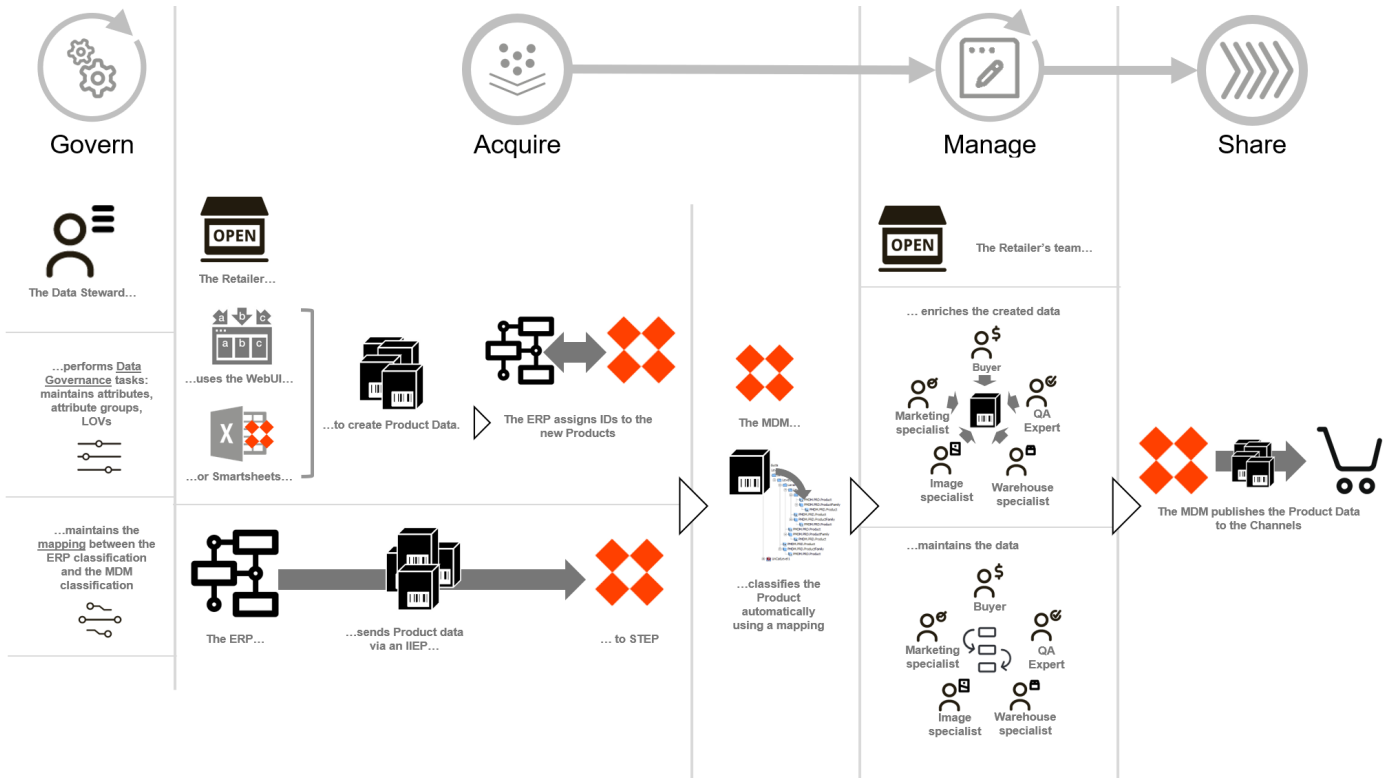 Govern
Acquire
Manage
Share
The Data Steward…
…performs Data
Governance tasks:
maintains attributes,
attribute groups,
LOVs
…maintains the
mapping between the
ERP classification
and the MDM
classification
OPEN
The Retailer…
a b c
a b c
…uses the WebUI…
X
…or Smartsheets…
…to create Product Data.
The ERP assigns IDs to the
new Products
The ERP…
…sends Product data
via an IIEP…
… to STEP
The MDM…
…classifies the
Product
automatically
using a mapping
OPEN
The Retailer’s team…
… enriches the created data
$
Buyer
Marketing
specialist
QA
Expert
Image
specialist
Warehouse
specialist
…maintains the data
$
Buyer
Marketing
specialist
QA
Expert
Image
specialist
Warehouse
specialist
The MDM publishes the Product Data
to the Channels